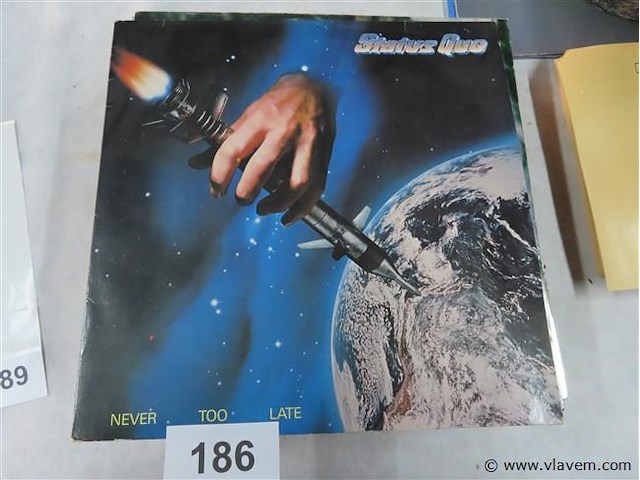 Status Quo
NEVER TOO LATE
186
89
© www.vlavem.com